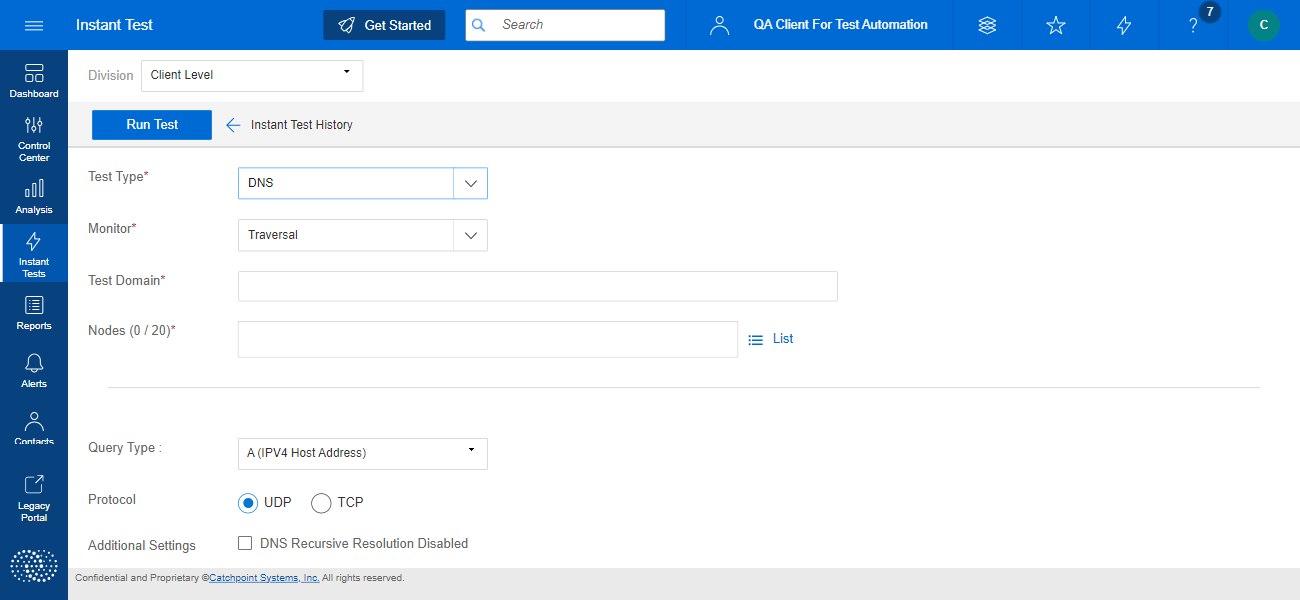 Instant Test
Get Started
Search
QA Client For Test Automation
?
7
C
Dashboard
Control
Center
Analysis
Instant
Tests
Reports
Alerts
Contacts
Legacy
Portal
Division
Client Level
Run Test
Instant Test History
Test Type*
DNS
Monitor*
Traversal
Test Domain*
Nodes (0 / 20)*
List
Query Type :
A (IPV4 Host Address)
Protocol
UDP
TCP
Additional Settings
DNS Recursive Resolution Disabled
Confidential and Proprietary ©Catchpoint Systems, Inc. All rights reserved.